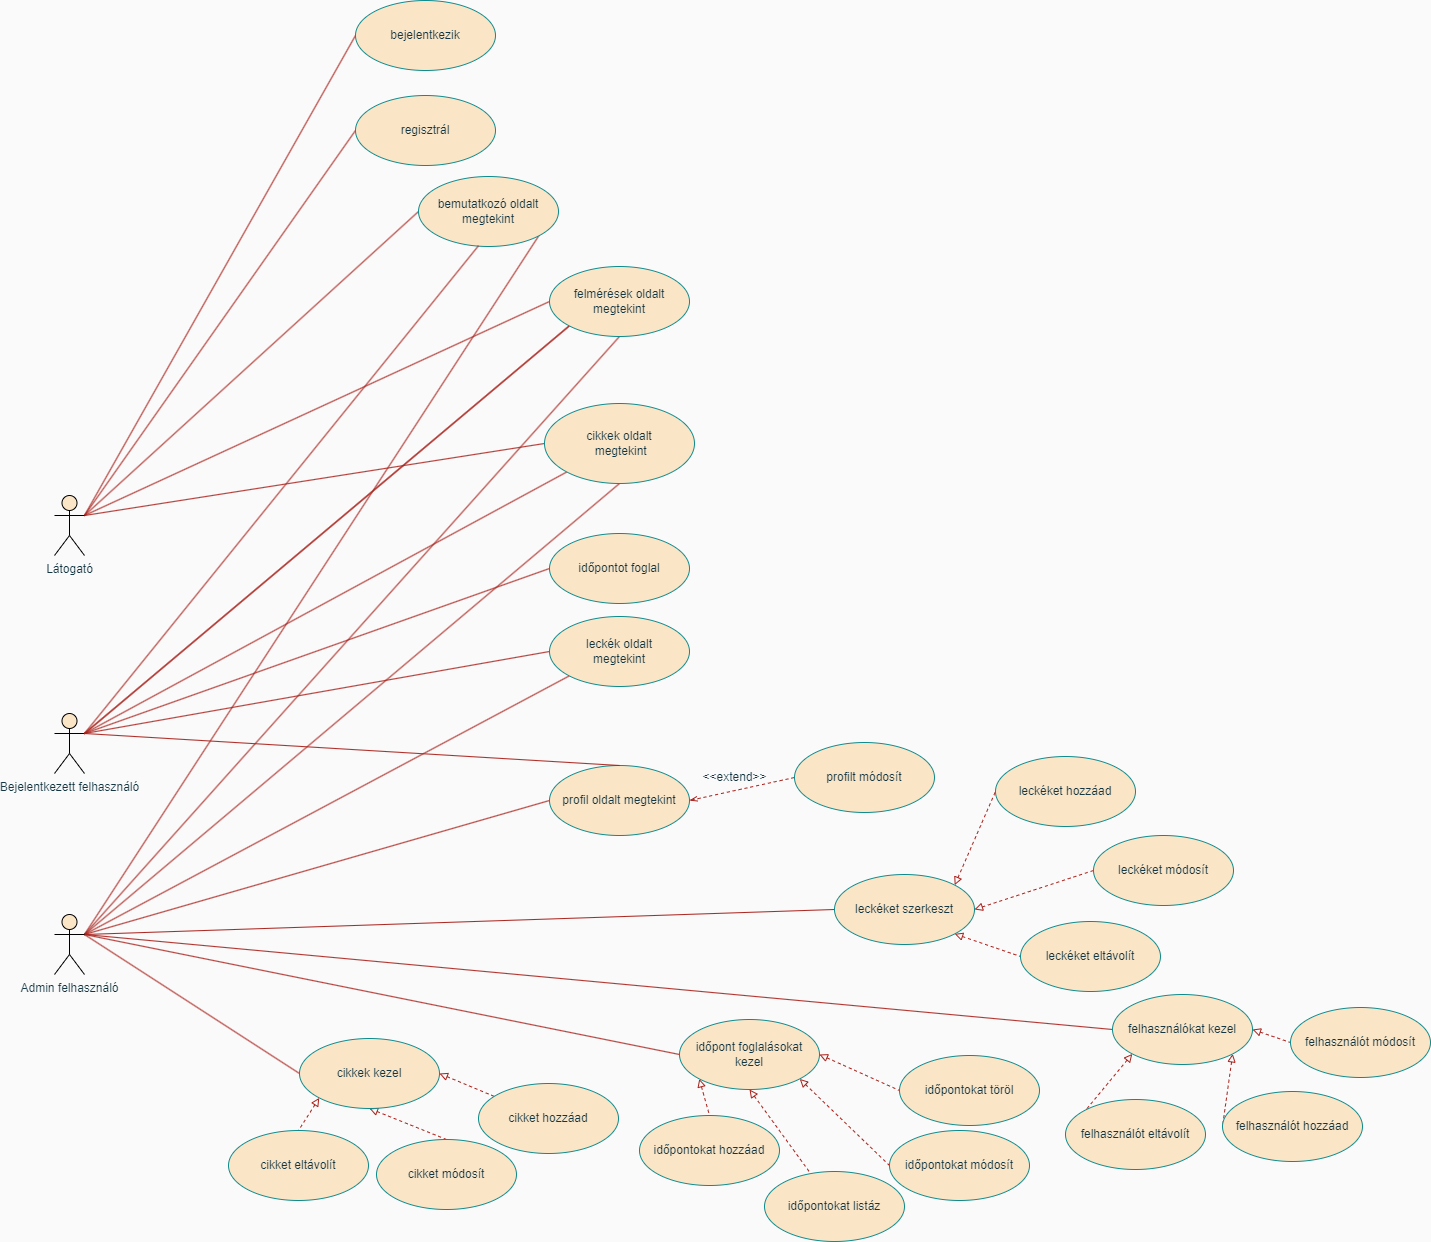 bejelentkezik
regisztrál
bemutatkozó oldalt
megtekint
felmérések oldalt
megtekint
cikkek oldalt
megtekint
Látogató
időpontot foglal
leckék oldalt
megtekint
Bejelentkezett felhasználó
<<extend>>
profilt módosít
profil oldalt megtekint
leckéket hozzáad
leckéket módosít
leckéket szerkeszt
leckéket eltávolít
Admin felhasználó
felhasználókat kezel
felhasználót módosít
időpont foglalásokat
kezel
cikkek kezel
időpontokat töröl
cikket hozzáad
felhasználót eltávolít
felhasználót hozzáad
időpontokat hozzáad
cikket eltávolít
cikket módosít
időpontokat módosít
időpontokat listáz